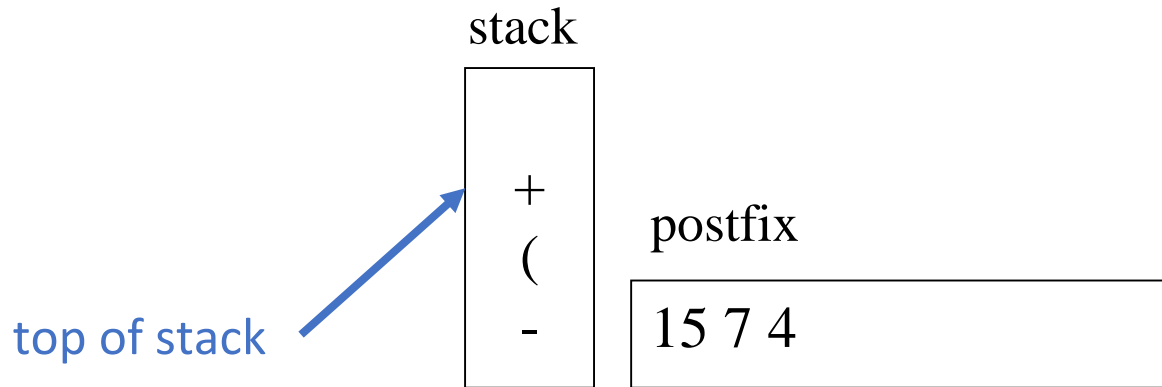 stack
+
(
-
top of stack
postfix
15 7 4